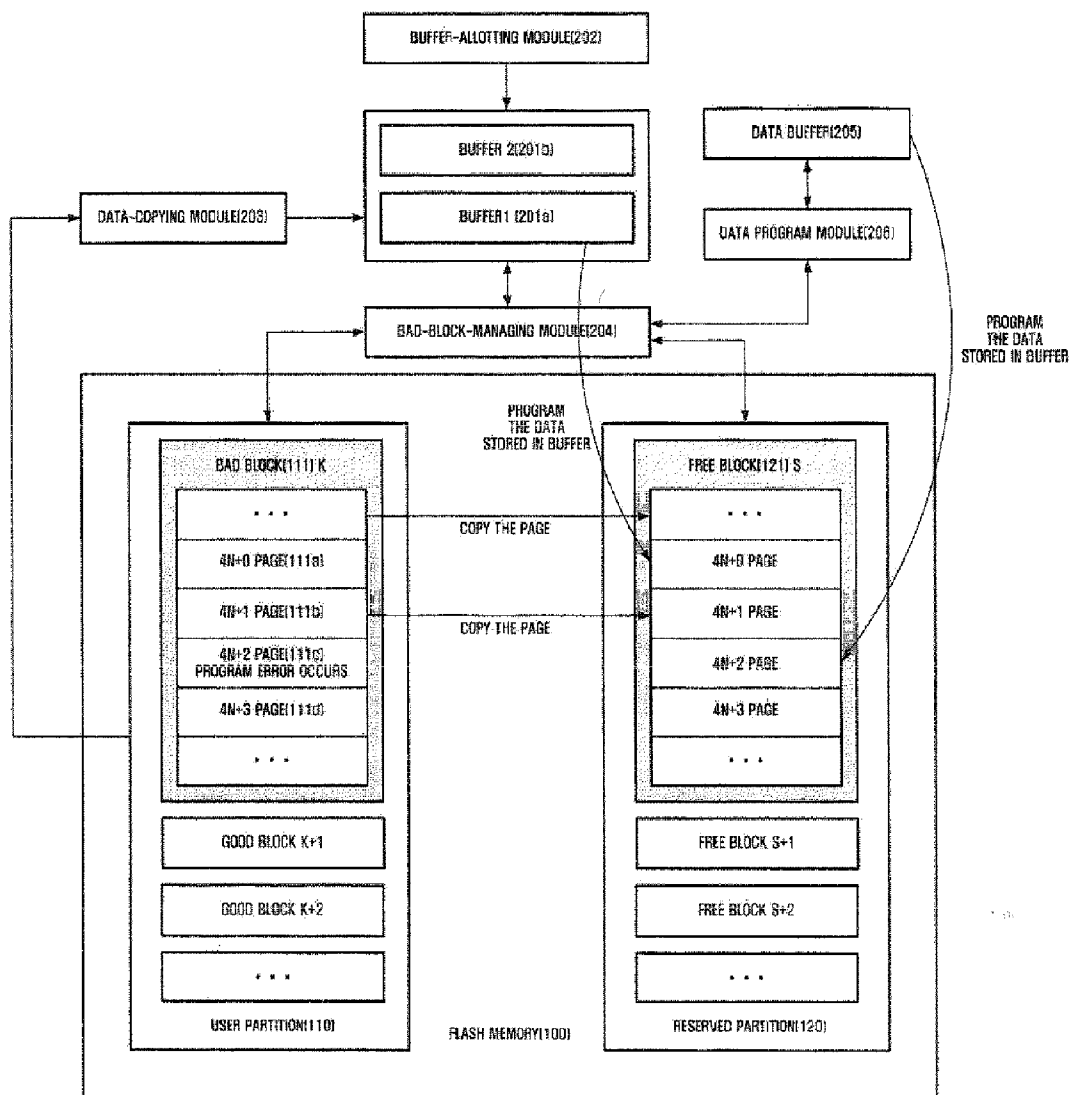 BUFFER-ALLOTTING MODULE(202)
BUFFER 2(201b)
DATA BUFFER(205)
DATA-COPYING MODULE(203)
BUFFER1 (201a)
DATA PROGRAM MODULE(206)
BAD-BLOCK-MANAGING MODULE(204)
PROGRAM
THE DATA
STORED IN BUFFER
PROGRAM
THE DATA
STORED IN BUFFER
BAD BLOCK(111) K
FREE BLOCK(121) S
• • •
COPY THE PAGE
• • •
4N+0 PAGE(111a)
4N+0 PAGE
4N+1 PAGE(111b)
COPY THE PAGE
4N+1 PAGE
4N+2 PAGE(111c)
PROGRAM ERROR OCCURS
4N+2 PAGE
4N+3 PAGE(111d)
4N+3 PAGE
• • •
• • •
GOOD BLOCK K+1
FREE BLOCK S+1
GOOD BLOCK K+2
FREE BLOCK S+2
• • •
• • •
USER PARTITION(110)
FLASH MEMORY(100)
RESERVED PARTITION(120)